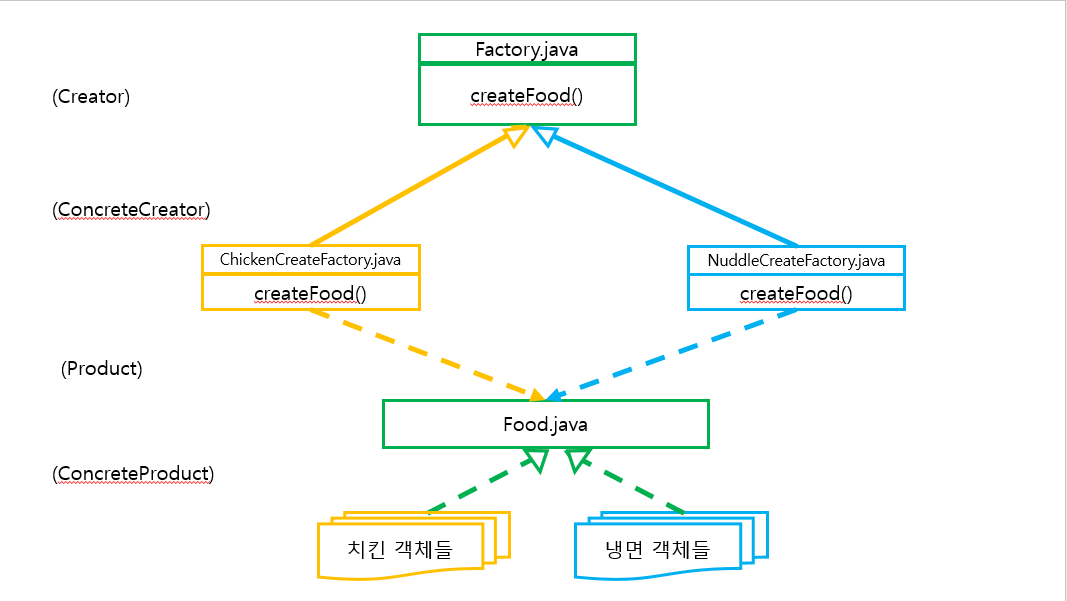 Factory.java
(Creator)
createFood()
(ConcreteCreator)
ChickenCreateFactory.java
NuddleCreateFactory.java
createFood()
createFood()
(Product)
Food.java
(ConcreteProduct)
치킨 객체들
냉면 객체들